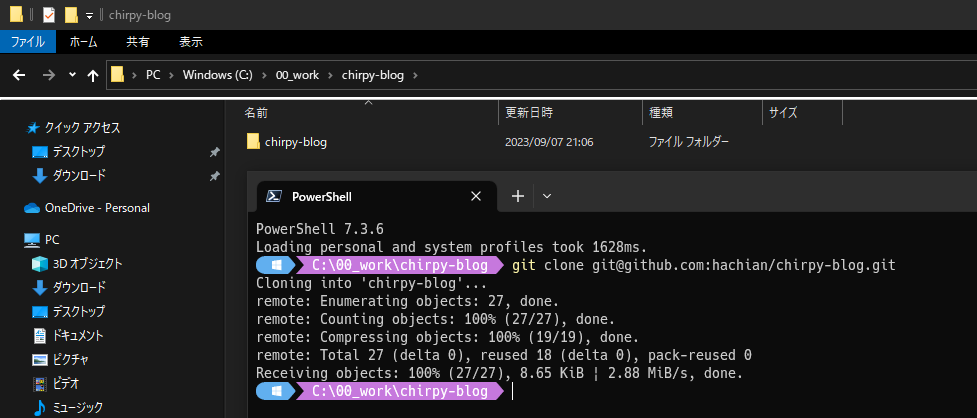 chirpy-blog
ファイル ホーム 共有 表示
PC Windows (C:) 00_work chirpy-blog
名前 更新日時 種類 サイズ
クイック アクセス
デスクトップ
ダウンロード
OneDrive - Personal
PC
3D オブジェクト
ダウンロード
デスクトップ
ドキュメント
ピクチャ
ビデオ
ミュージック
chirpy-blog 2023/09/07 21:06 ファイル フォルダー
PowerShell
PowerShell 7.3.6
Loading personal and system profiles took 1628ms.
C:\00_work\chirpy-blog git clone git@github.com:hachian/chirpy-blog.git
Cloning into 'chirpy-blog'...
remote: Enumerating objects: 27, done.
remote: Counting objects: 100% (27/27), done.
remote: Compressing objects: 100% (19/19), done.
remote: Total 27 (delta 0), reused 18 (delta 0), pack-reused 0
Receiving objects: 100% (27/27), 8.65 KiB ¦ 2.88 MiB/s, done.
C:\00_work\chirpy-blog